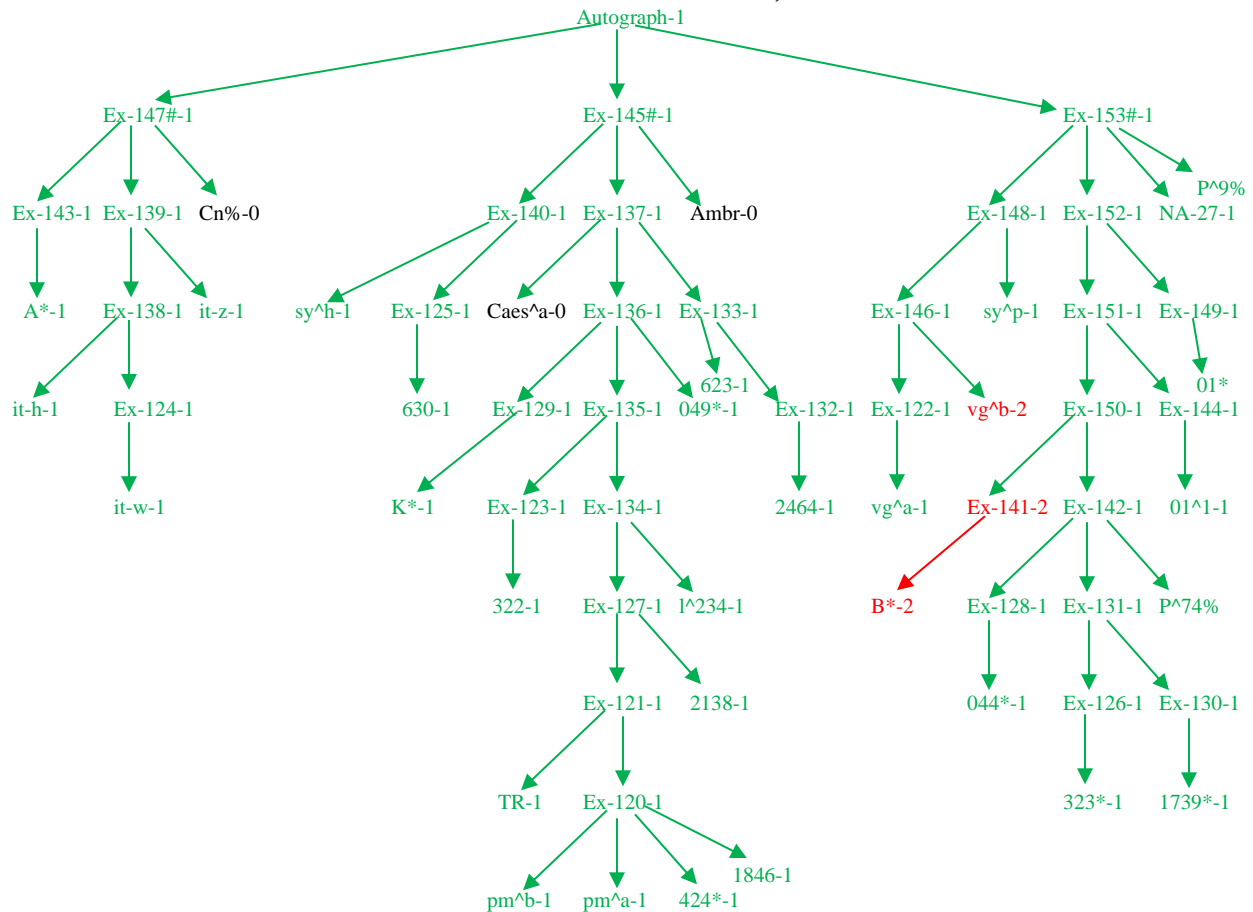 Autograph-1
Ex-147#-1 Ex-145#-1 Ex-153#-1
P^9%
Ex-143-1 Ex-139-1 Cn%-0 Ex-140-1 Ex-137-1 Ambr-0 Ex-148-1 Ex-152-1 NA-27-1
A*-1 Ex-138-1 it-z-1 sy^h-1 Ex-125-1 Caes^a-0 Ex-136-1 Ex-133-1 Ex-146-1 sy^p-1 Ex-151-1 Ex-149-1
623-1 01*
it-h-1 Ex-124-1 630-1 Ex-129-1 Ex-135-1 049*-1 Ex-132-1 Ex-122-1 vg^b-2 Ex-150-1 Ex-144-1
it-w-1 K*-1 Ex-123-1 Ex-134-1 2464-1 vg^a-1 Ex-141-2 Ex-142-1 01^1-1
322-1 Ex-127-1 l^234-1 B*-2 Ex-128-1 Ex-131-1 P^74%
Ex-121-1 2138-1 044*-1 Ex-126-1 Ex-130-1
TR-1 Ex-120-1 323*-1 1739*-1
1846-1
pm^b-1 pm^a-1 424*-1